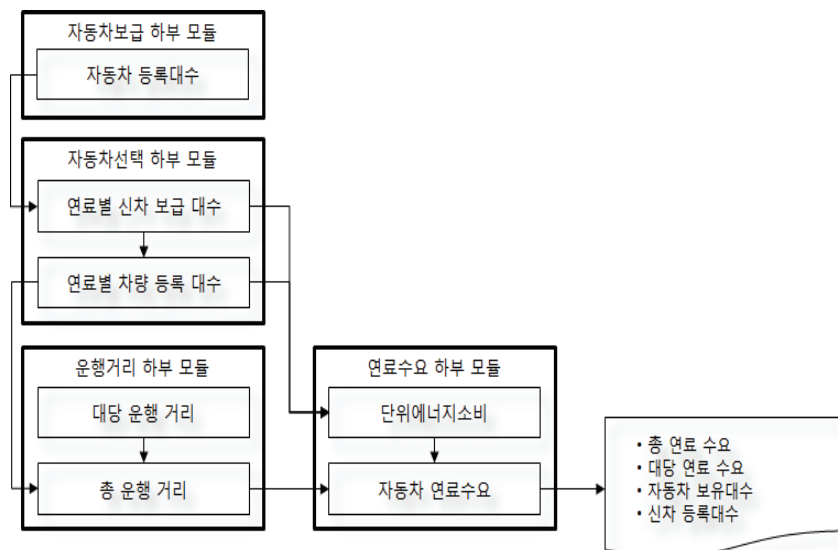 자동차보급 하부 모듈
자동차 등록대수
자동차선택 하부 모듈
연료별 신차 보급 대수
연료별 차량 등록 대수
운행거리 하부 모듈
대당 운행 거리
총 운행 거리
연료수요 하부 모듈
단위에너지소비
자동차 연료수요
• 총 연료 수요
• 대당 연료 수요
• 자동차 보유대수
• 신차 등록대수